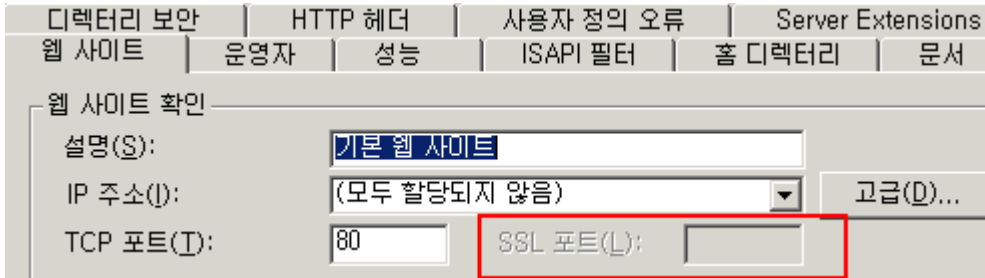 디렉터리 보안 HTTP 헤더 사용자 정의 오류 Server Extensions
웹 사이트 운영자 성능 ISAPI 필터 홈 디렉터리 문서
웹 사이트 확인
설명(S): 기본 웹 사이트
IP 주소(I): (모두 할당되지 않음) 고급(D)...
TCP 포트(T): 80 SSL 포트(L):